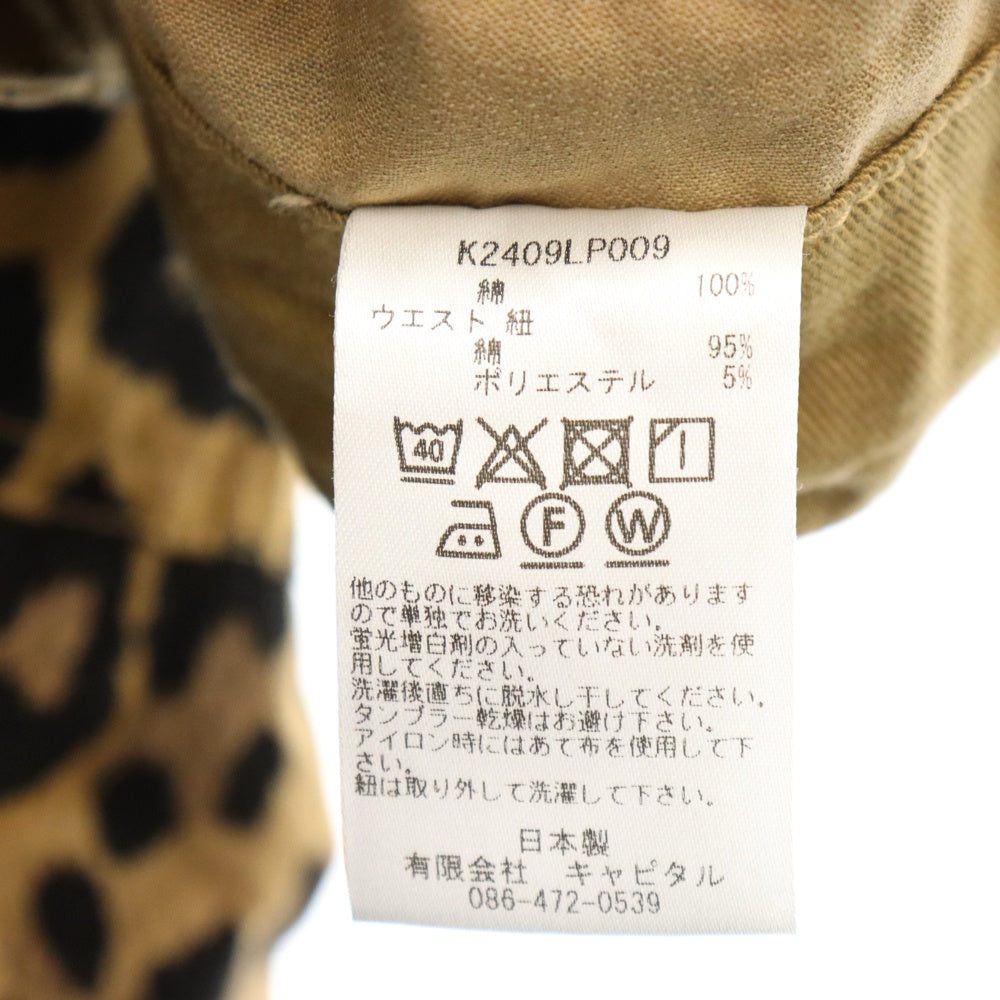 K2409LP009
綿 100%
ウエスト 紐
綿 95%
ポリエステル 5%
40
F W
他のものに移染する恐れがあります
ので単独でお洗いください。
蛍光増白剤の入っていない洗剤を使
用してください。
洗濯後直ちに脱水し干してください。
タンブラー乾燥はお避け下さい。
アイロン時にはあて布を使用して下
さい。
紐は取り外して洗濯して下さい。
日本製
有限会社 キャピタル
086-472-0539